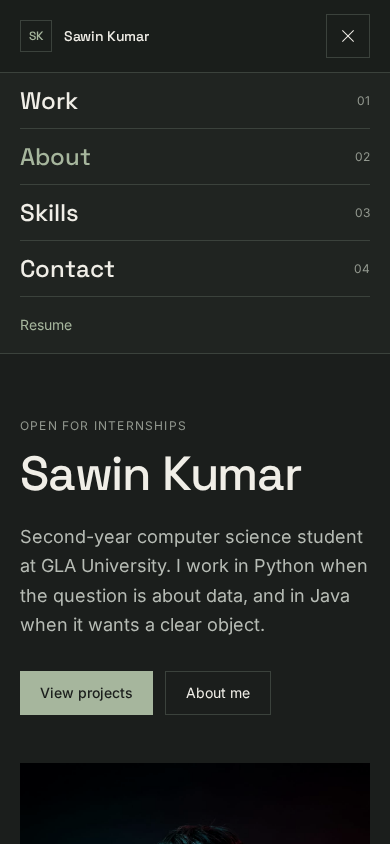 SK Sawin Kumar
Work 01
About 02
Skills 03
Contact 04
Resume
OPEN FOR INTERNSHIPS
Sawin Kumar
Second-year computer science student
at GLA University. I work in Python when
the question is about data, and in Java
when it wants a clear object.
View projects About me